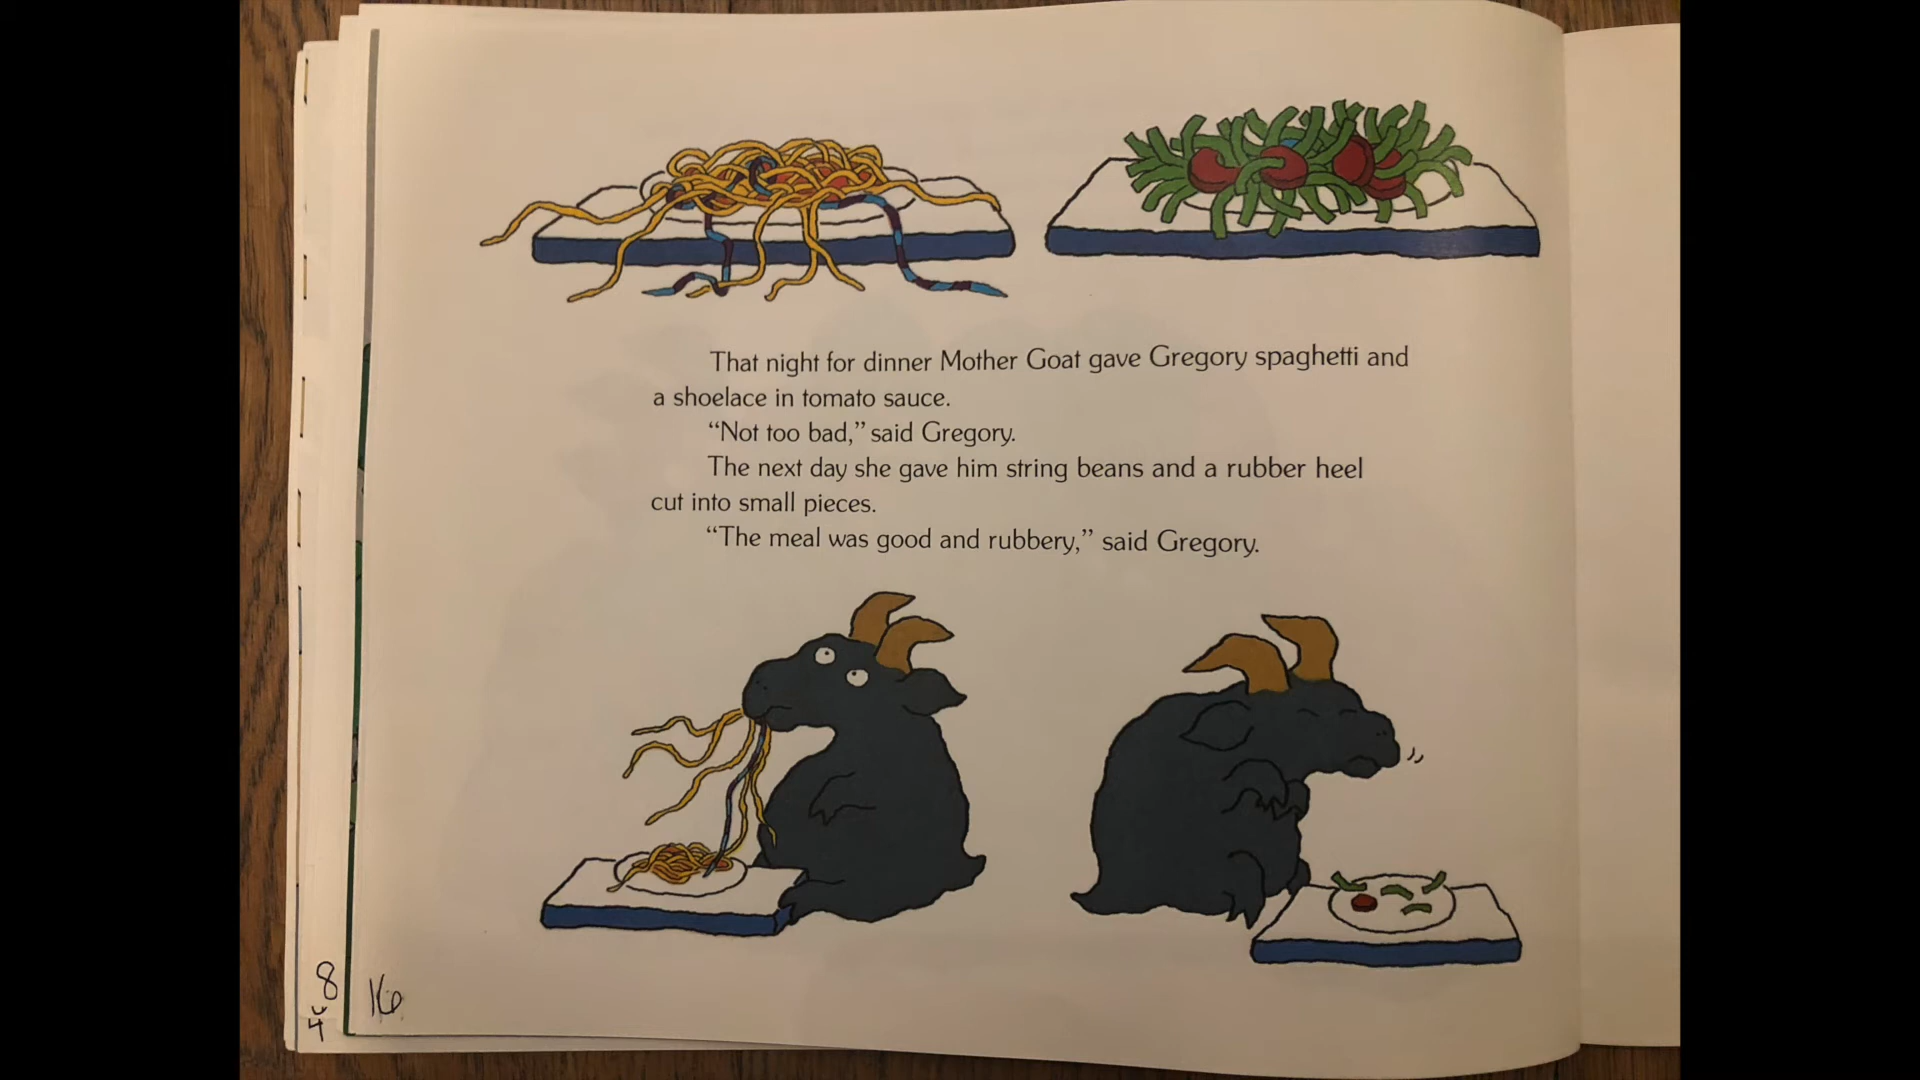 That night for dinner Mother Goat gave Gregory spaghetti and
a shoelace in tomato sauce.
“Not too bad,” said Gregory.
The next day she gave him string beans and a rubber heel
cut into small pieces.
“The meal was good and rubbery,” said Gregory.
8
4
16